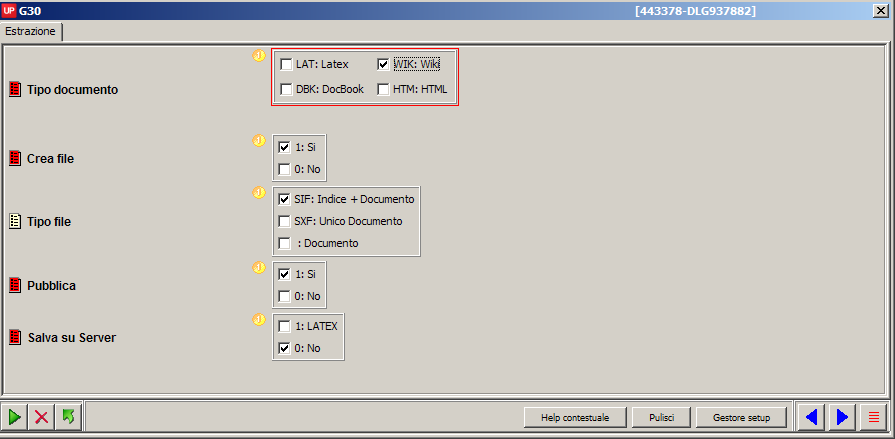 UP G30 [443378-DLG937882]
Estrazione
LAT: Latex WIK: Wiki
Tipo documento
DBK: DocBook HTM: HTML
1: Si
Crea file
0: No
SIF: Indice + Documento
Tipo file
SXF: Unico Documento
: Documento
1: Si
Pubblica
0: No
1: LATEX
Salva su Server
0: No
Help contestuale Pulisci Gestore setup